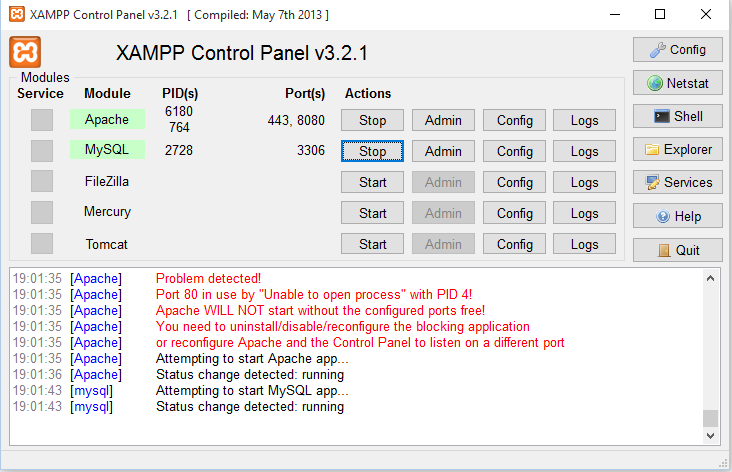 XAMPP Control Panel v3.2.1 [ Compiled: May 7th 2013 ]
XAMPP Control Panel v3.2.1
Config
Modules
Service Module PID(s) Port(s) Actions
Netstat
Apache 6180 764 443, 8080 Stop Admin Config Logs
Shell
MySQL 2728 3306 Stop Admin Config Logs
Explorer
FileZilla Start Admin Config Logs
Services
Mercury Start Admin Config Logs
Help
Tomcat Start Admin Config Logs
Quit
19:01:35 [Apache] Problem detected!
19:01:35 [Apache] Port 80 in use by "Unable to open process" with PID 4!
19:01:35 [Apache] Apache WILL NOT start without the configured ports free!
19:01:35 [Apache] You need to uninstall/disable/reconfigure the blocking application
19:01:35 [Apache] or reconfigure Apache and the Control Panel to listen on a different port
19:01:35 [Apache] Attempting to start Apache app...
19:01:36 [Apache] Status change detected: running
19:01:43 [mysql] Attempting to start MySQL app...
19:01:43 [mysql] Status change detected: running